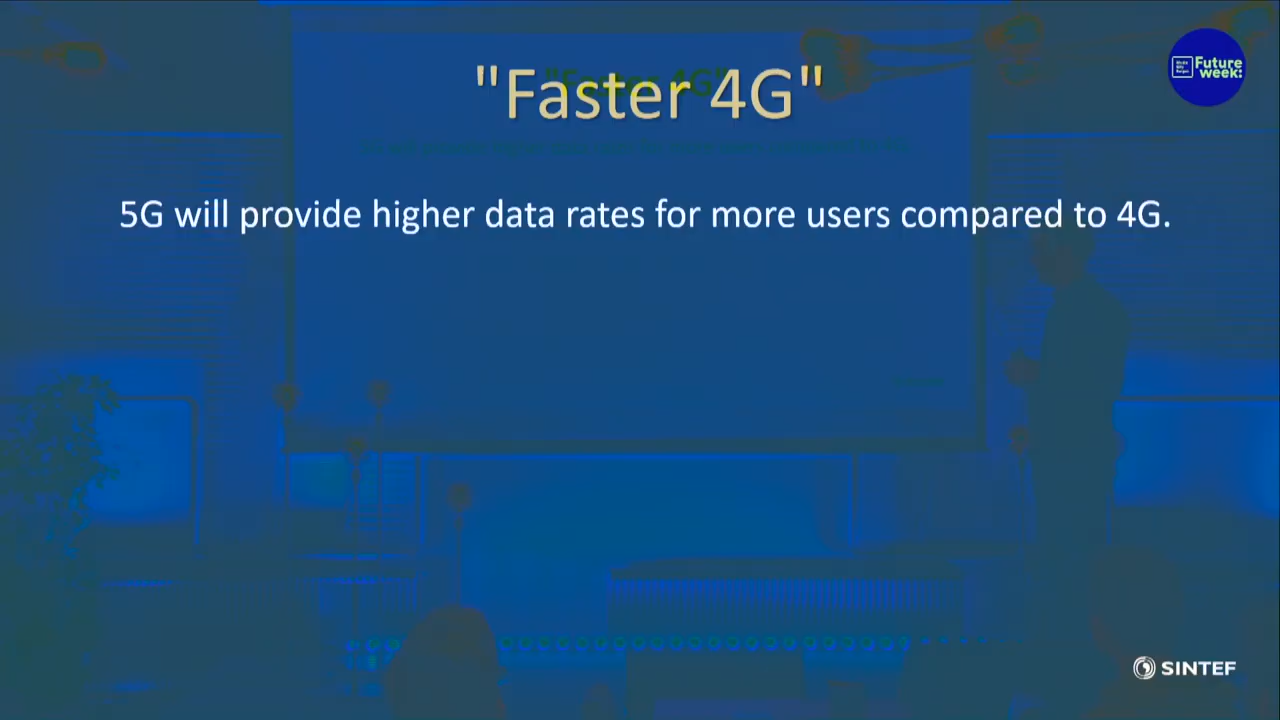 "Faster 4G"
Future
week:
5G will provide higher data rates for more users compared to 4G.
SINTEF